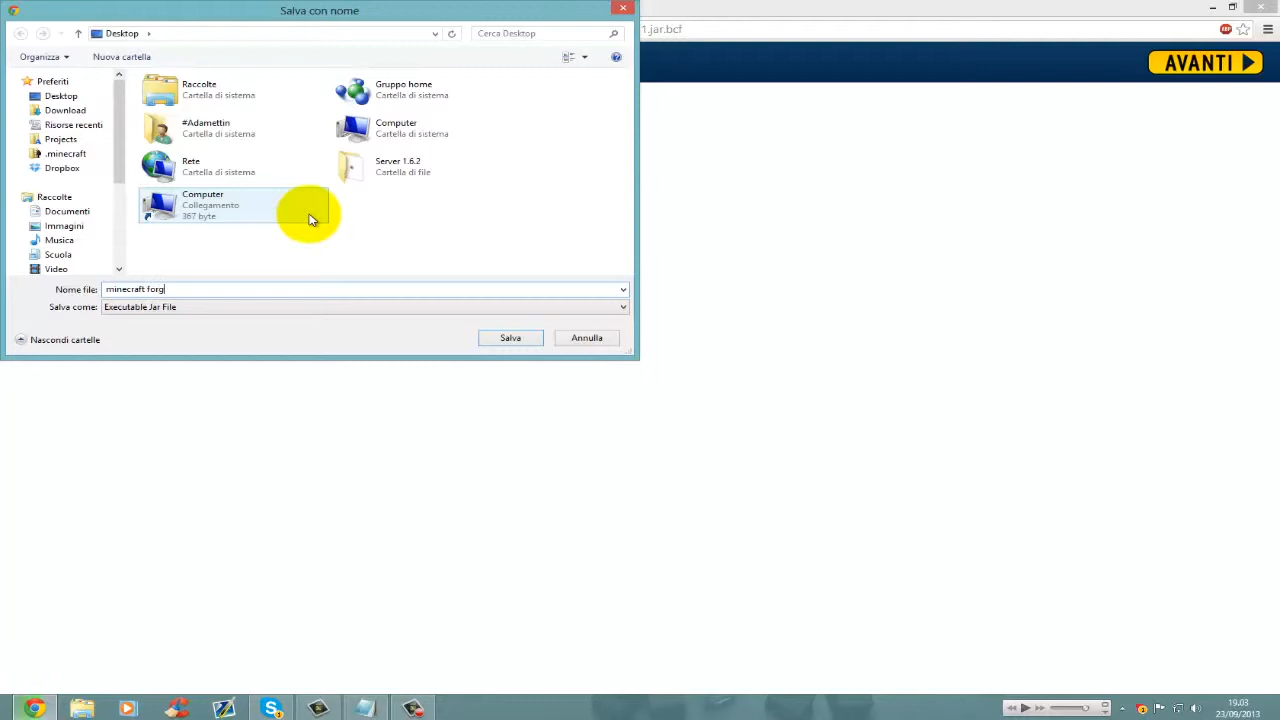 Salva con nome
Desktop
Cerca Desktop
1.jar.bcf
ABP
Organizza
Nuova cartella
AVANTI
Preferiti
Desktop
Download
Risorse recenti
Projects
.minecraft
Dropbox
Raccolte
Documenti
Immagini
Musica
Scuola
Video
Raccolte
Cartella di sistema
Gruppo home
Cartella di sistema
#Adamettin
Cartella di sistema
Computer
Cartella di sistema
Rete
Cartella di sistema
Server 1.6.2
Cartella di file
Computer
Collegamento
367 byte
Nome file: minecraft forg
Salva come: Executable Jar File
Nascondi cartelle
Salva
Annulla
19.03
23/09/2013